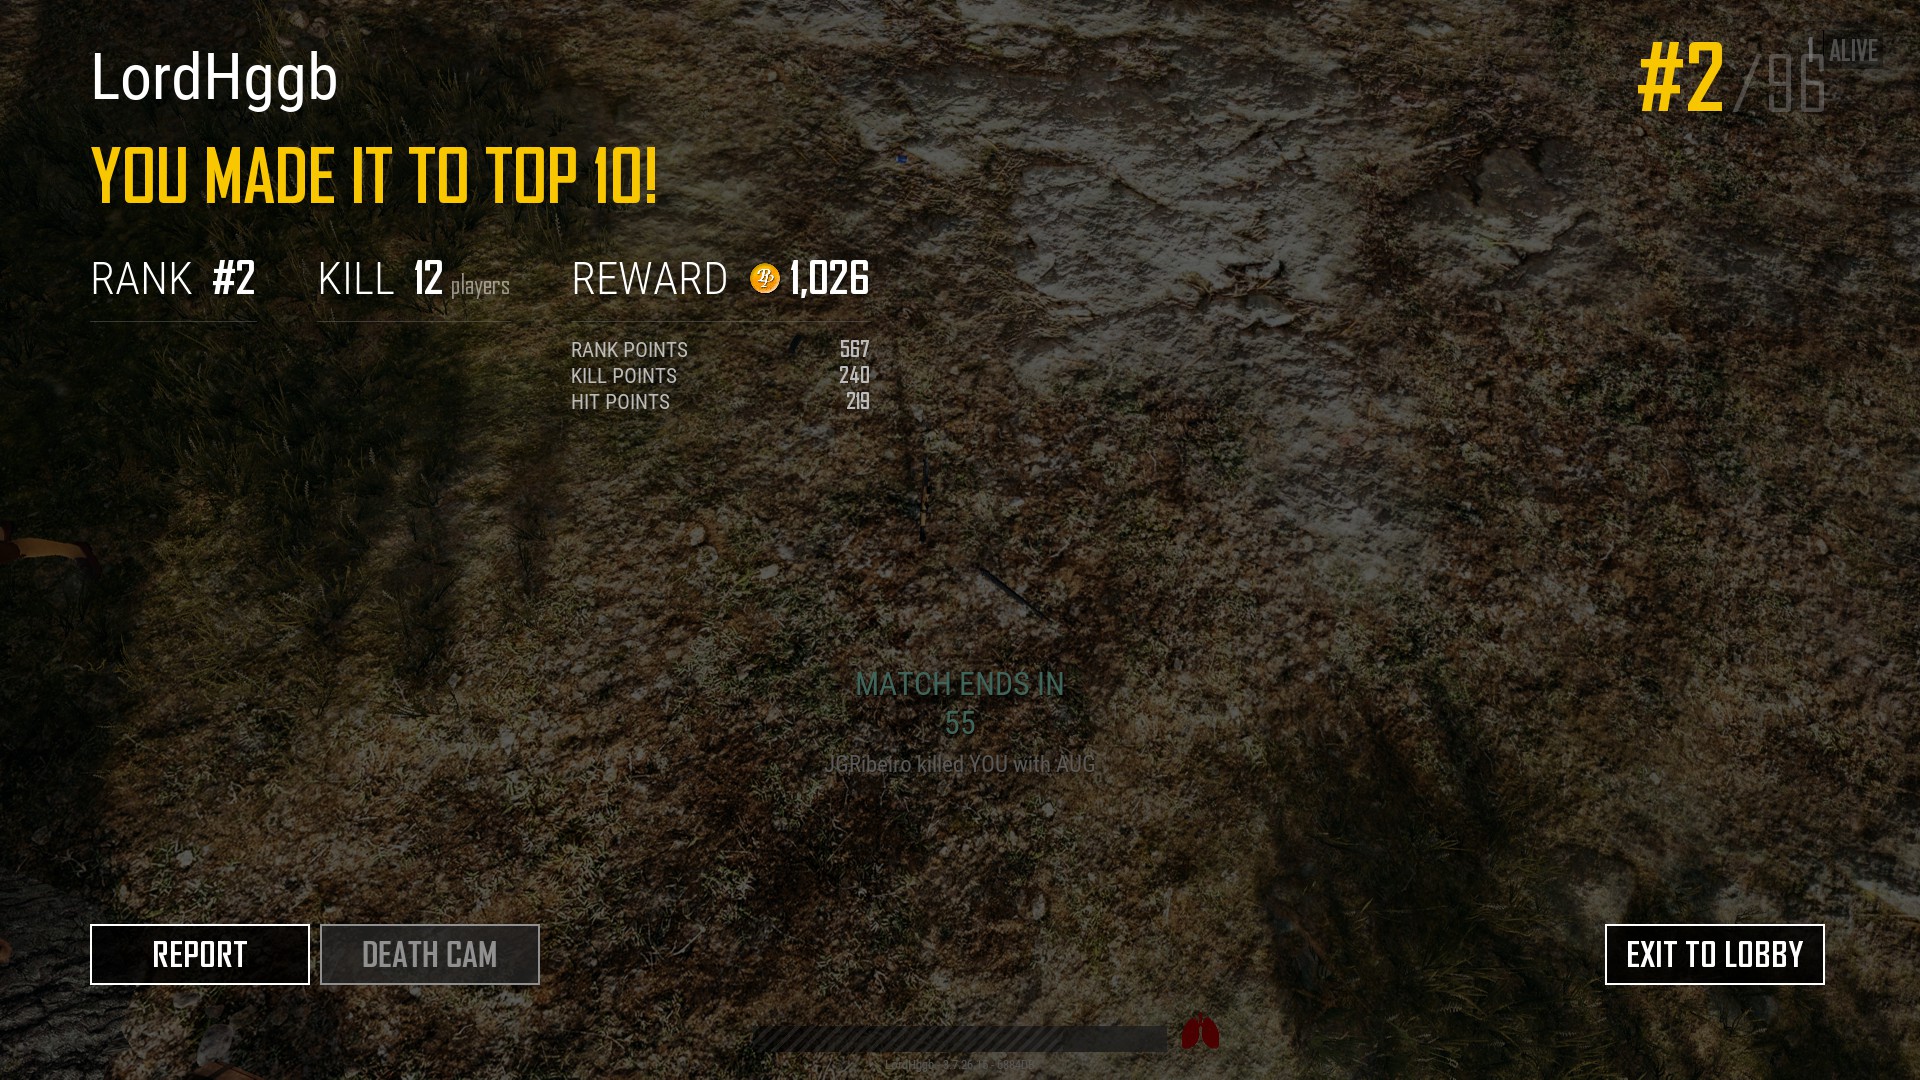 LordHggb
#2/96
1 ALIVE
YOU MADE IT TO TOP 10!
RANK #2 KILL 12 players REWARD 1,026
RANK POINTS 567
KILL POINTS 240
HIT POINTS 219
MATCH ENDS IN
55
JGRibeiro killed YOU with AUG
REPORT DEATH CAM EXIT TO LOBBY